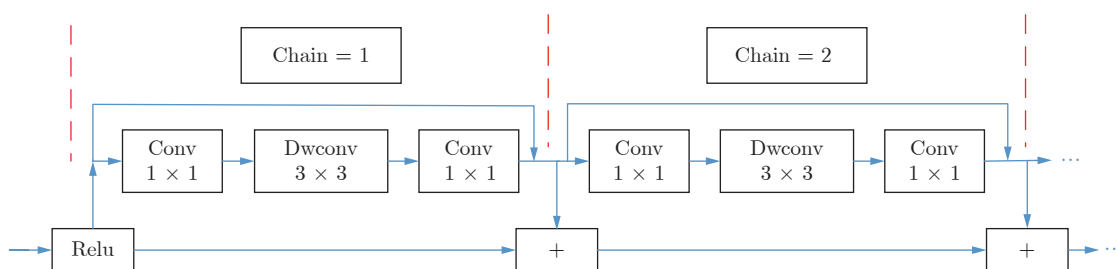 Chain = 1
Chain = 2
Conv
1 × 1
Dwconv
3 × 3
Conv
1 × 1
Conv
1 × 1
Dwconv
3 × 3
Conv
1 × 1
...
Relu
+
+
...